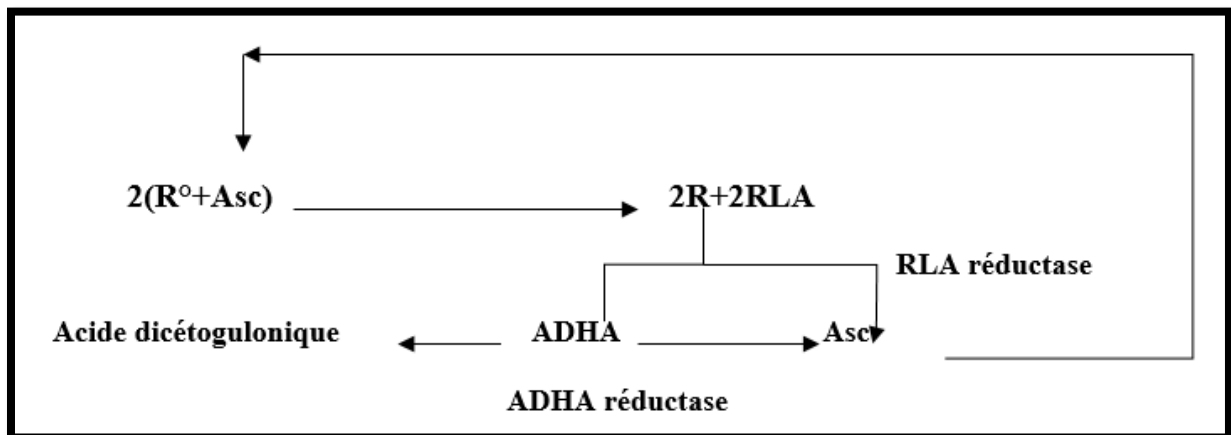 2(R°+Asc) 2R+2RLA
RLA réductase
Acide dicétogulonique ADHA Asc
ADHA réductase